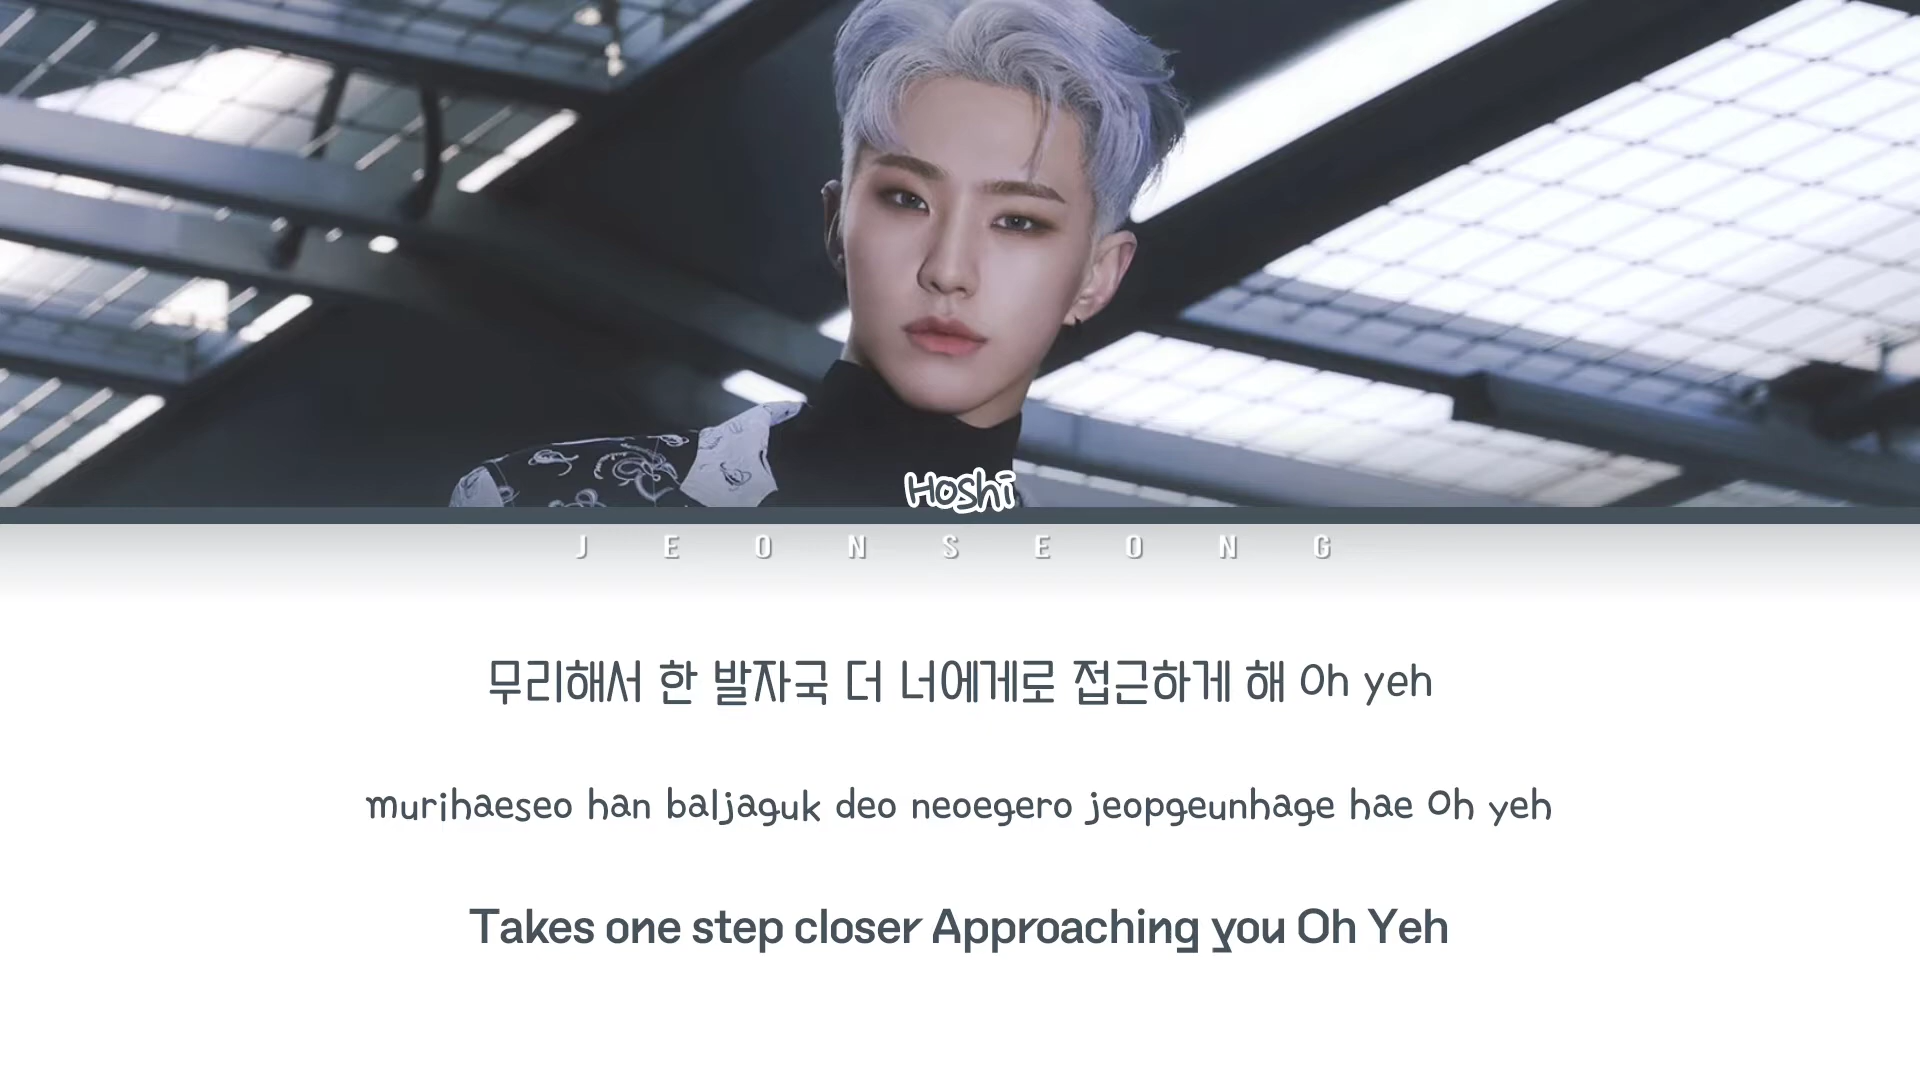 Hoshi
JEONSEONG
무리해서 한 발자국 더 너에게로 접근하게 해 Oh yeh
murihaeseo han baljaguk deo neoegero jeopgeunhage hae Oh yeh
Takes one step closer Approaching you Oh Yeh